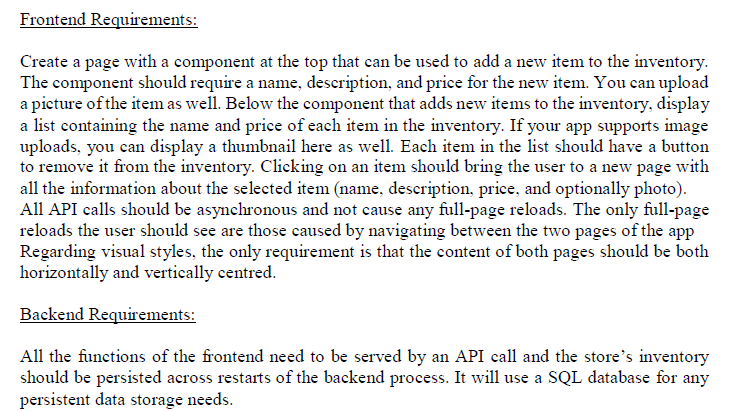 Frontend Requirements:
Create a page with a component at the top that can be used to add a new item to the inventory.
The component should require a name, description, and price for the new item. You can upload
a picture of the item as well. Below the component that adds new items to the inventory, display
a list containing the name and price of each item in the inventory. If your app supports image
uploads, you can display a thumbnail here as well. Each item in the list should have a button
to remove it from the inventory. Clicking on an item should bring the user to a new page with
all the information about the selected item (name, description, price, and optionally photo).
All API calls should be asynchronous and not cause any full-page reloads. The only full-page
reloads the user should see are those caused by navigating between the two pages of the app
Regarding visual styles, the only requirement is that the content of both pages should be both
horizontally and vertically centred.
Backend Requirements:
All the functions of the frontend need to be served by an API call and the store's inventory
should be persisted across restarts of the backend process. It will use a SQL database for any
persistent data storage needs.